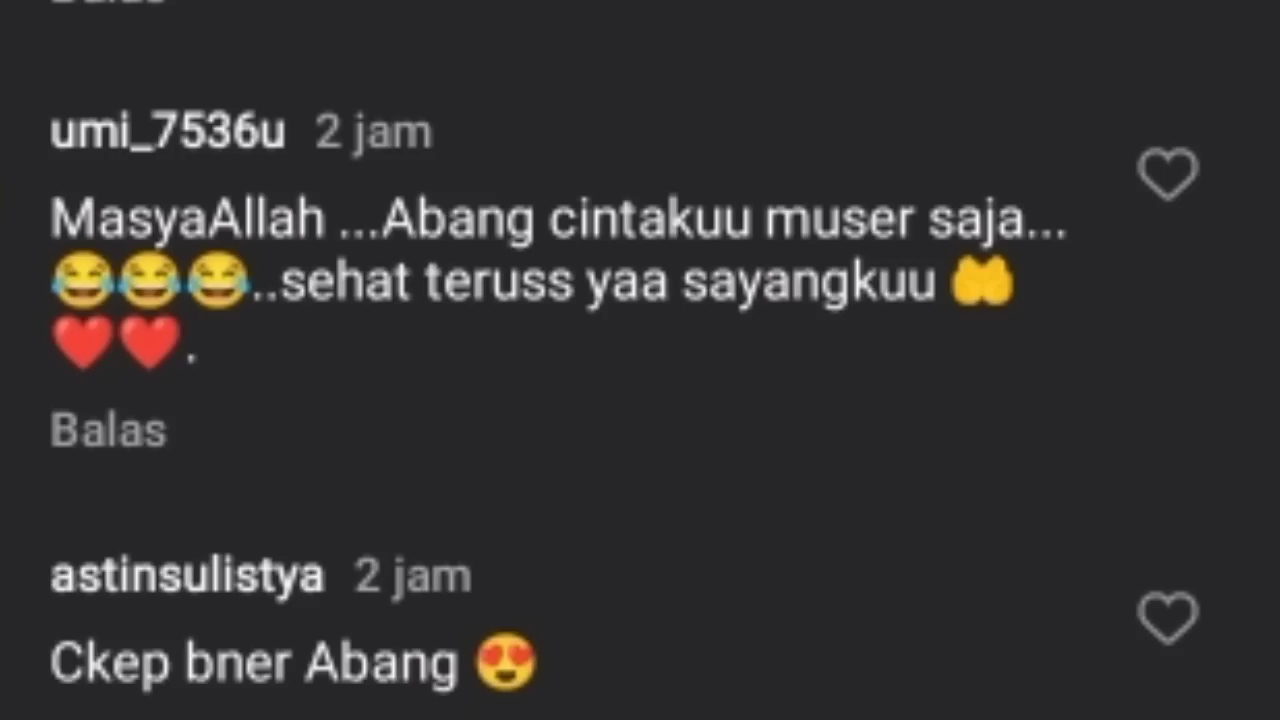 Balas
umi_7536u 2 jam
MasyaAllah ...Abang cintakuu muser saja...
😂😂😂..sehat teruss yaa sayangkuu 🤲
❤️❤️.
Balas
astinsulistya 2 jam
Ckep bner Abang 😍